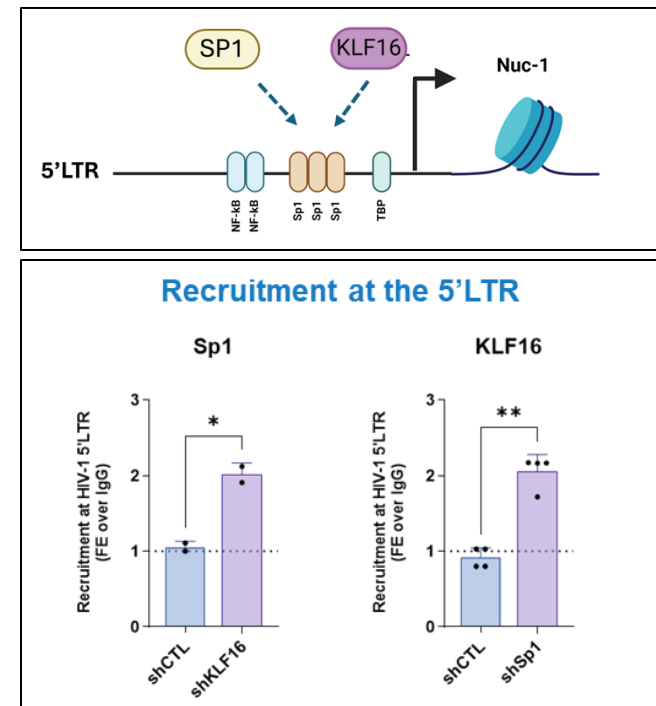 SP1
KLF16
Nuc-1
5'LTR
NF-kB
NF-kB
Sp1
Sp1
Sp1
TBP
Recruitment at the 5'LTR
Sp1
Recruitment at HIV-1 5'LTR
(FE over IgG)
3
2
1
0
*
shCTL
shKLF16
KLF16
Recruitment at HIV-1 5'LTR
(FE over IgG)
3
2
1
0
**
shCTL
shSp1